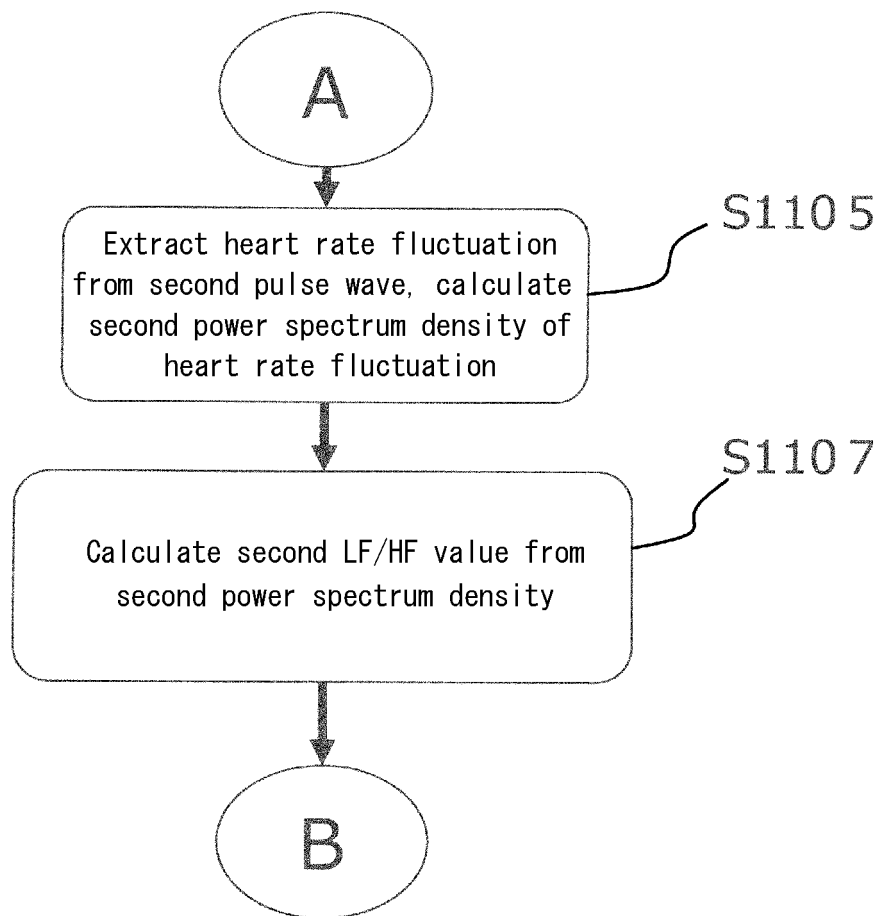 A
S1105
Extract heart rate fluctuation
from second pulse wave, calculate
second power spectrum density of
heart rate fluctuation
S1107
Calculate second LF/HF value from
second power spectrum density
B